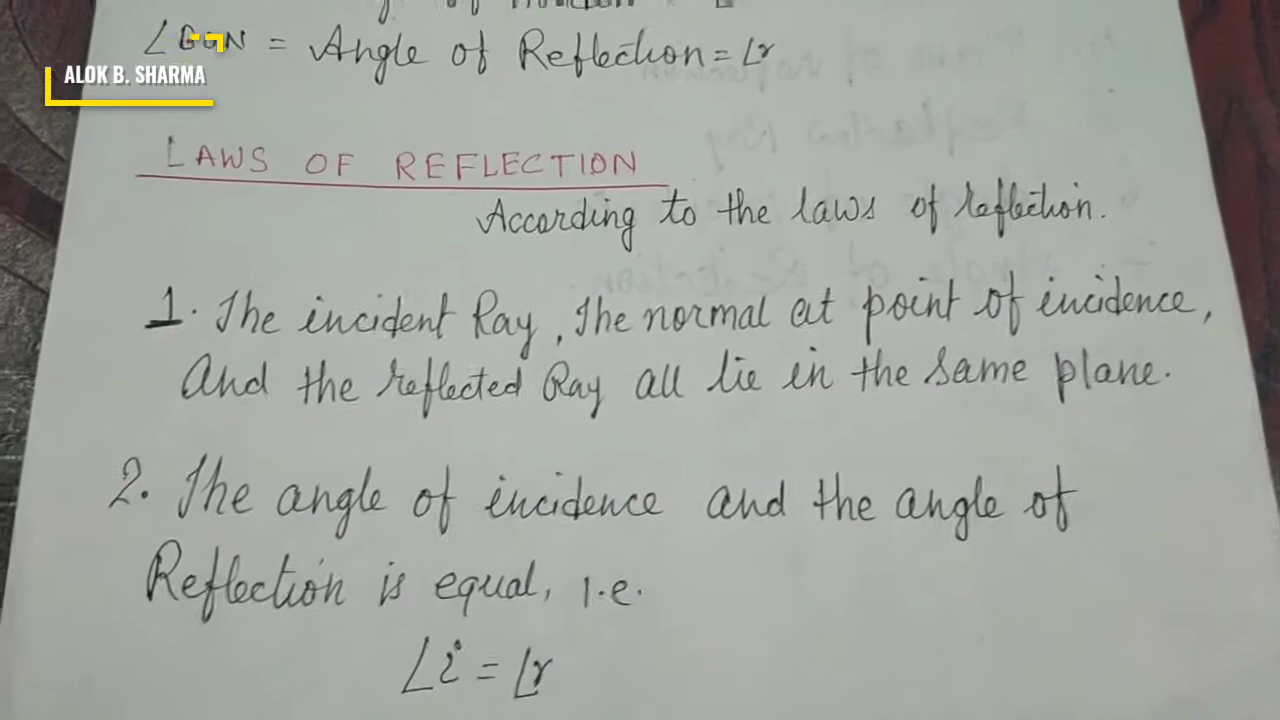 = Angle of Reflection = ∠r
ALOK B. SHARMA
LAWS OF REFLECTION
According to the laws of reflection.
1. The incident Ray, the normal at point of incidence,
And the reflected Ray all lie in the same plane.
2. The angle of incidence and the angle of
Reflection is equal, i.e.
∠i = ∠r